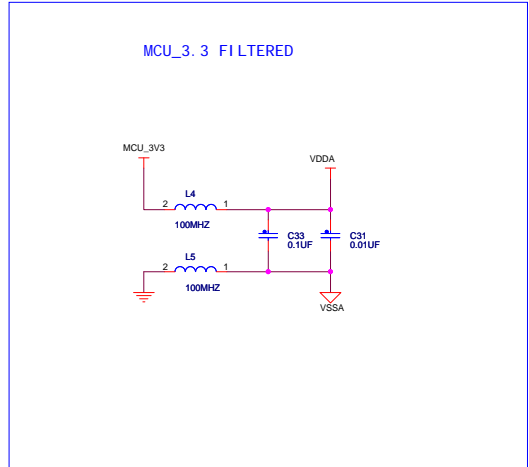 MCU_3.3 FILTERED
MCU_3V3
VDDA
L4
2 1
100MHZ
C33
0.1UF
C31
0.01UF
L5
2 1
100MHZ
VSSA